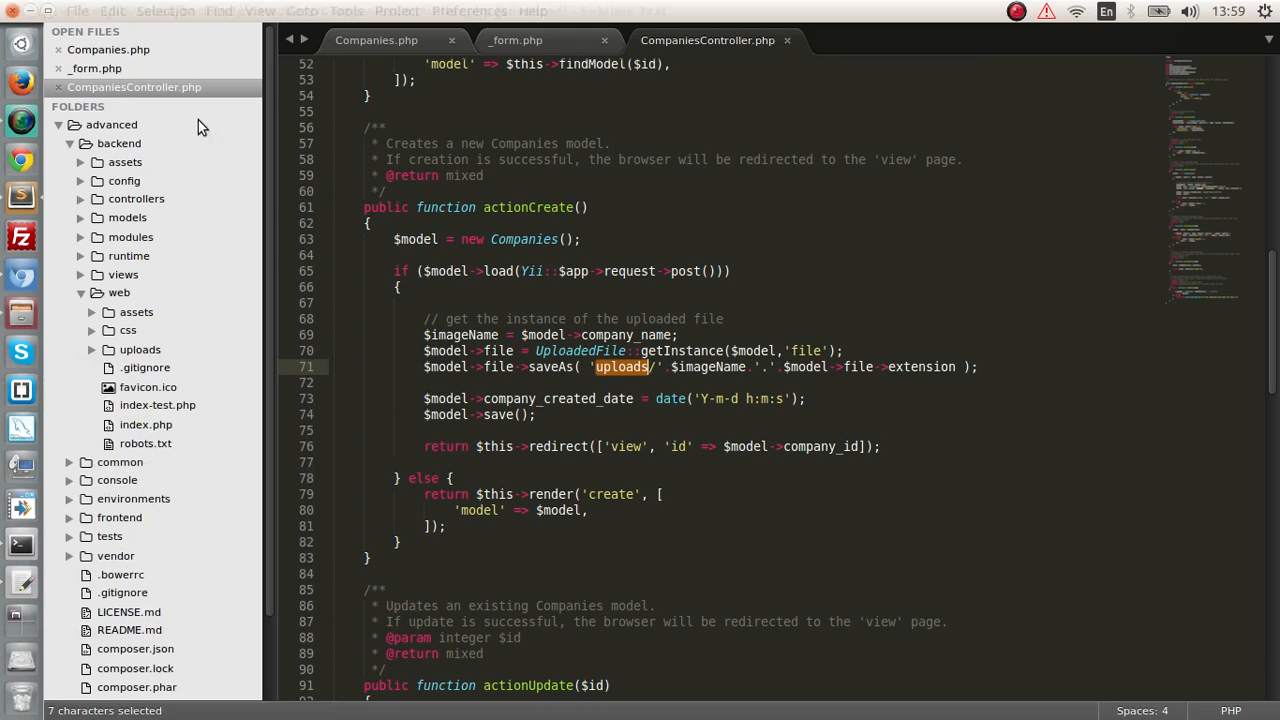 File Edit Selection Find View Goto Tools Project Preferences Help
En
13:59
OPEN FILES
Companies.php
_form.php
CompaniesController.php
FOLDERS
advanced
backend
assets
config
controllers
models
modules
runtime
views
web
assets
css
uploads
.gitignore
favicon.ico
index-test.php
index.php
robots.txt
common
console
environments
frontend
tests
vendor
.bowerrc
.gitignore
LICENSE.md
README.md
composer.json
composer.lock
composer.phar
Companies.php
_form.php
CompaniesController.php
52 'model' => $this->findModel($id),
53 ]);
54 }
55
56 /**
57 * Creates a new Companies model.
58 * If creation is successful, the browser will be redirected to the 'view' page.
59 * @return mixed
60 */
61 public function actionCreate()
62 {
63 $model = new Companies();
64
65 if ($model->load(Yii::$app->request->post()))
66 {
67
68 // get the instance of the uploaded file
69 $imageName = $model->company_name;
70 $model->file = UploadedFile::getInstance($model,'file');
71 $model->file->saveAs( 'uploads/'.$imageName.'.'.$model->file->extension );
72
73 $model->company_created_date = date('Y-m-d h:m:s');
74 $model->save();
75
76 return $this->redirect(['view', 'id' => $model->company_id]);
77
78 } else {
79 return $this->render('create', [
80 'model' => $model,
81 ]);
82 }
83 }
84
85 /**
86 * Updates an existing Companies model.
87 * If update is successful, the browser will be redirected to the 'view' page.
88 * @param integer $id
89 * @return mixed
90 */
91 public function actionUpdate($id)
7 characters selected
Spaces: 4
PHP